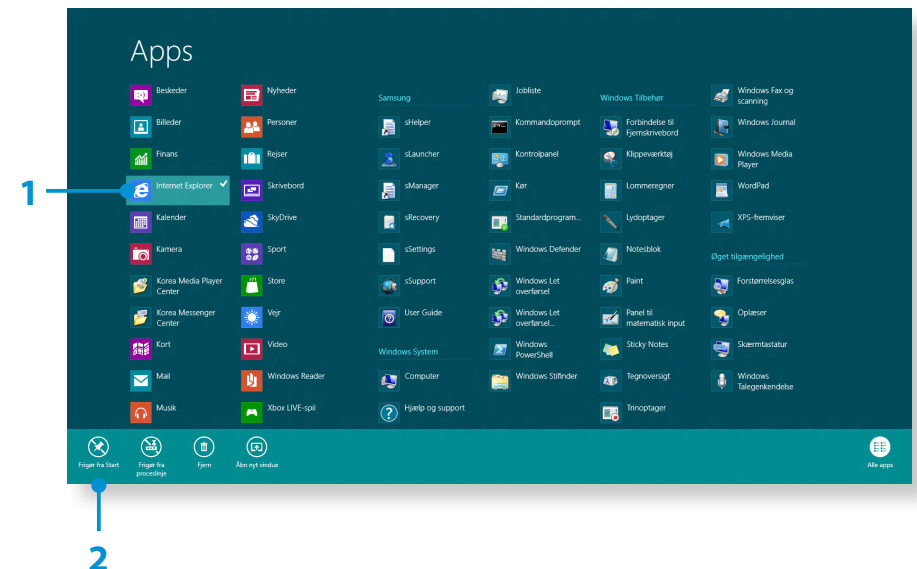 Apps
Beskeder
Billeder
Finans
1
Internet Explorer
Kalender
Kamera
Korea Media Player
Center
Korea Messenger
Center
Kort
Mail
Musik
Nyheder
Personer
Rejser
Skrivebord
SkyDrive
Sport
Store
Vejr
Video
Windows Reader
Xbox LIVE-spil
Samsung
sHelper
sLauncher
sManager
sRecovery
sSettings
sSupport
User Guide
Windows System
Computer
Hjælp og support
Jobliste
Kommandoprompt
Kontrolpanel
Kør
Standardprogram...
Windows Defender
Windows Let
overførsel
Windows Let
overførsel...
Windows
PowerShell
Windows Stifinder
Windows Tilbehør
Forbindelse til
Fjernskrivebord
Klippeværktøj
Lommeregner
Lydoptager
Notesblok
Paint
Panel til
matematisk input
Sticky Notes
Tegnoversigt
Trinoptager
Windows Fax og
scanning
Windows Journal
Windows Media
Player
WordPad
XPS-fremviser
Øget tilgængelighed
Forstørrelsesglas
Oplæser
Skærmtastatur
Windows
Talegenkendelse
Frigør fra Start
Frigør fra
proceslinje
Fjern
Åbn nyt vindue
Alle apps
2